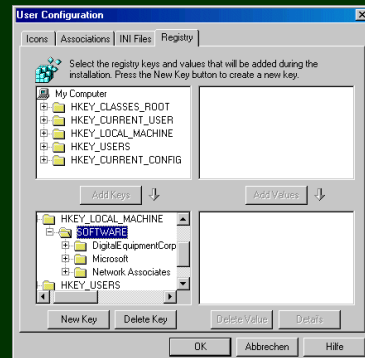 User Configuration
Icons Associations INI Files Registry
Select the registry keys and values that will be added during the
installation. Press the New Key button to create a new key.
My Computer
HKEY_CLASSES_ROOT
HKEY_CURRENT_USER
HKEY_LOCAL_MACHINE
HKEY_USERS
HKEY_CURRENT_CONFIG
Add Keys Add Values
HKEY_LOCAL_MACHINE
SOFTWARE
DigitalEquipmentCorp
Microsoft
Network Associates
HKEY_USERS
New Key Delete Key Delete Value Details
OK Abbrechen Hilfe